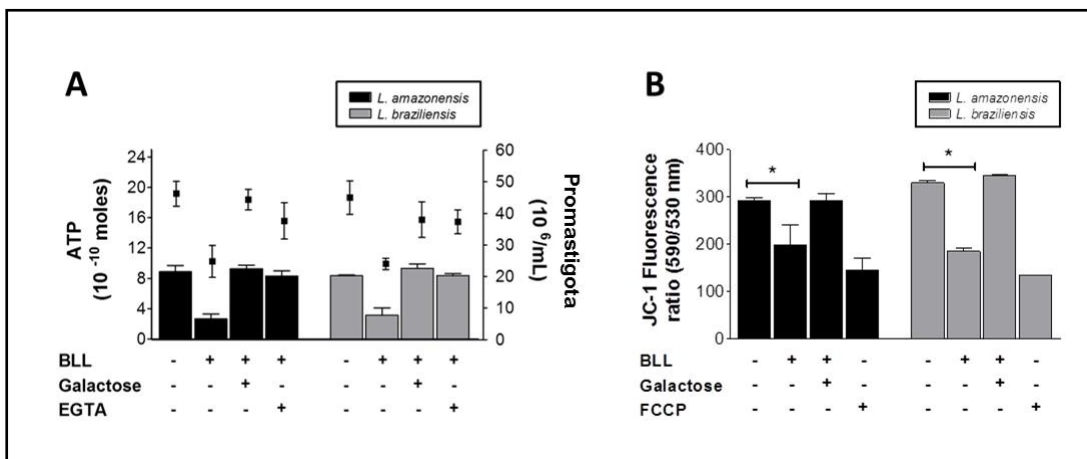 A
L. amazonensis
L. braziliensis
24
20
16
12
8
4
0
ATP
(10 -10 moles)
60
50
40
30
20
10
0
Promastigota
(10 6/mL)
BLL - + + + - + + +
Galactose - - + - - - + -
EGTA - - - + - - - +
B
L. amazonensis
L. braziliensis
400
300
200
100
0
JC-1 Fluorescence
ratio (590/530 nm)
*
*
BLL - + + - - + + -
Galactose - - + - - - + -
FCCP - - - + - - - +